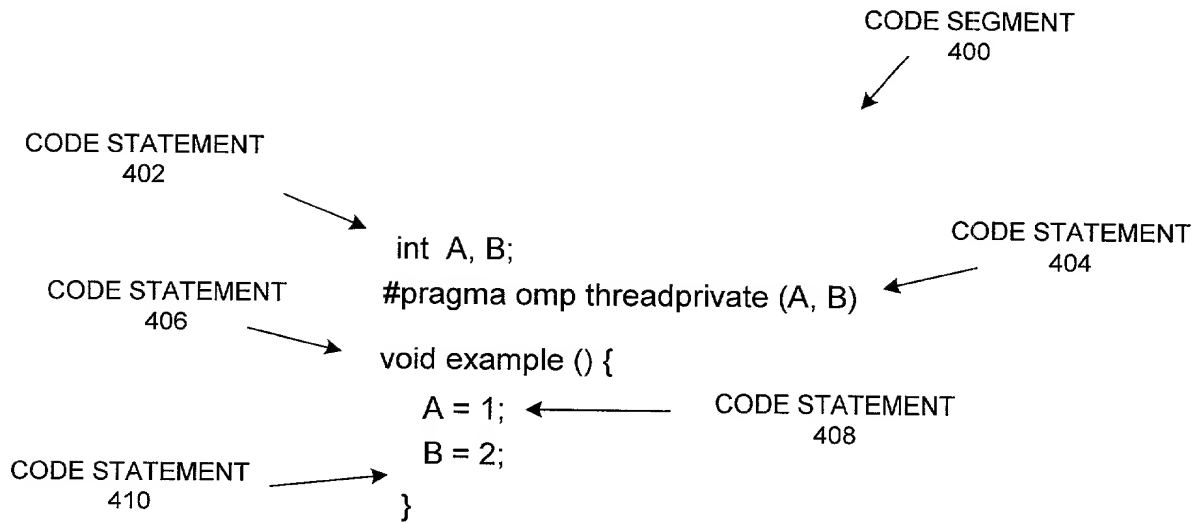 CODE SEGMENT
400
CODE STATEMENT
402
int A, B;
CODE STATEMENT
404
#pragma omp threadprivate (A, B)
CODE STATEMENT
406
void example () {
A = 1;
CODE STATEMENT
408
B = 2;
CODE STATEMENT
410
}